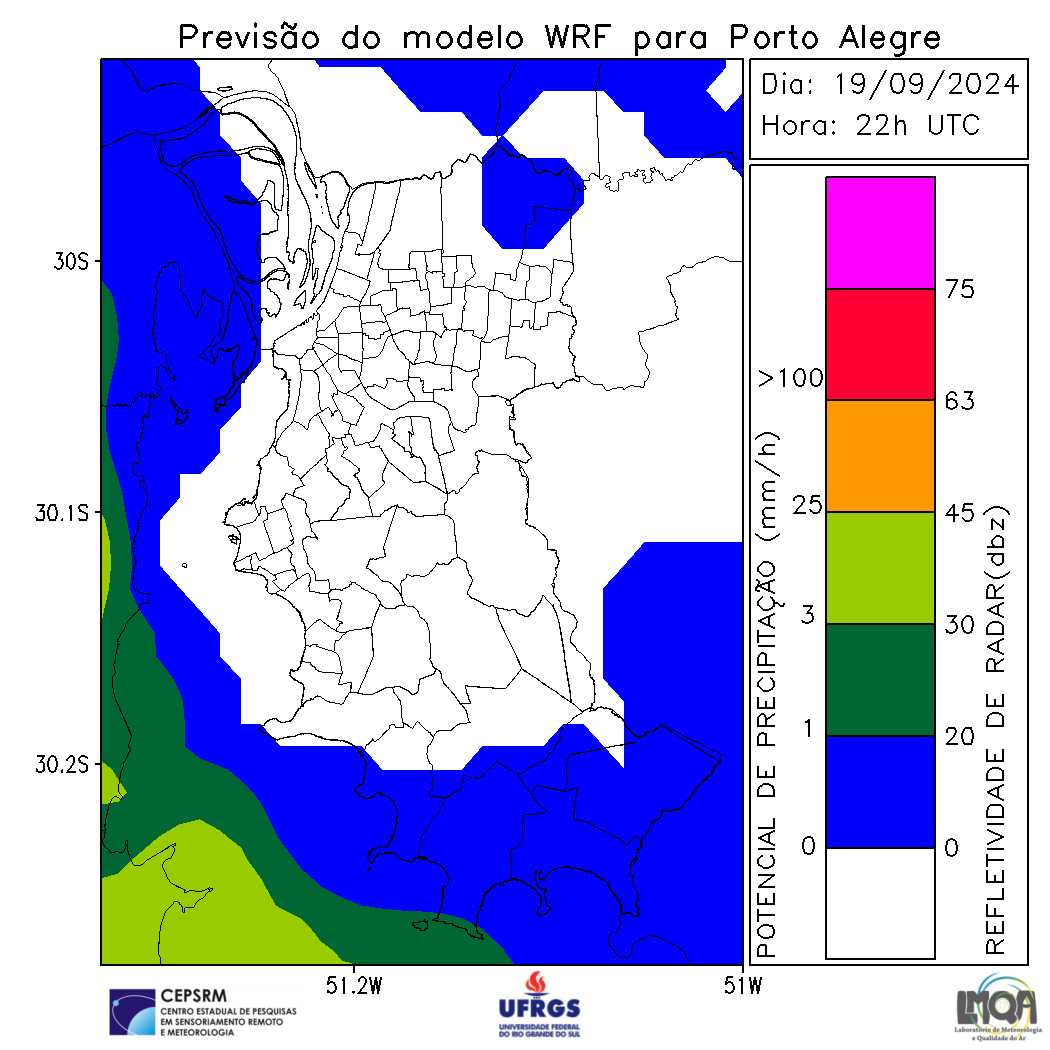 Previsão do modelo WRF para Porto Alegre
Dia: 19/09/2024
Hora: 22h UTC
30S
30.1S
30.2S
51.2W
51W
POTENCIAL DE PRECIPITAÇÃO (mm/h)
>100
25
3
1
0
75
63
45
30
20
0
REFLETIVIDADE DE RADAR(dbz)
CEPSRM
CENTRO ESTADUAL DE PESQUISAS
EM SENSORIAMENTO REMOTO
E METEOROLOGIA
UFRGS
UNIVERSIDADE FEDERAL
DO RIO GRANDE DO SUL
LMQA
Laboratório de Meteorologia
e Qualidade do Ar